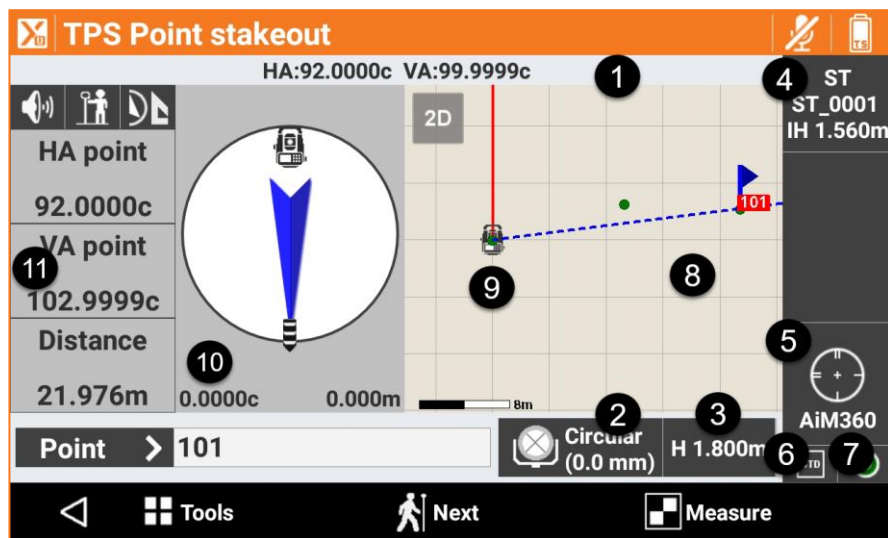 TPS Point stakeout
TS
HA:92.0000c VA:99.9999c
1
4
ST
ST_0001
IH 1.560m
HA point
92.0000c
2D
101
VA point
11
102.9999c
9
8
Distance
21.976m
10
0.0000c
0.000m
8m
5
AiM360
2
3
Circular
(0.0 mm)
H 1.800m
6
7
Point
101
Tools
Next
Measure